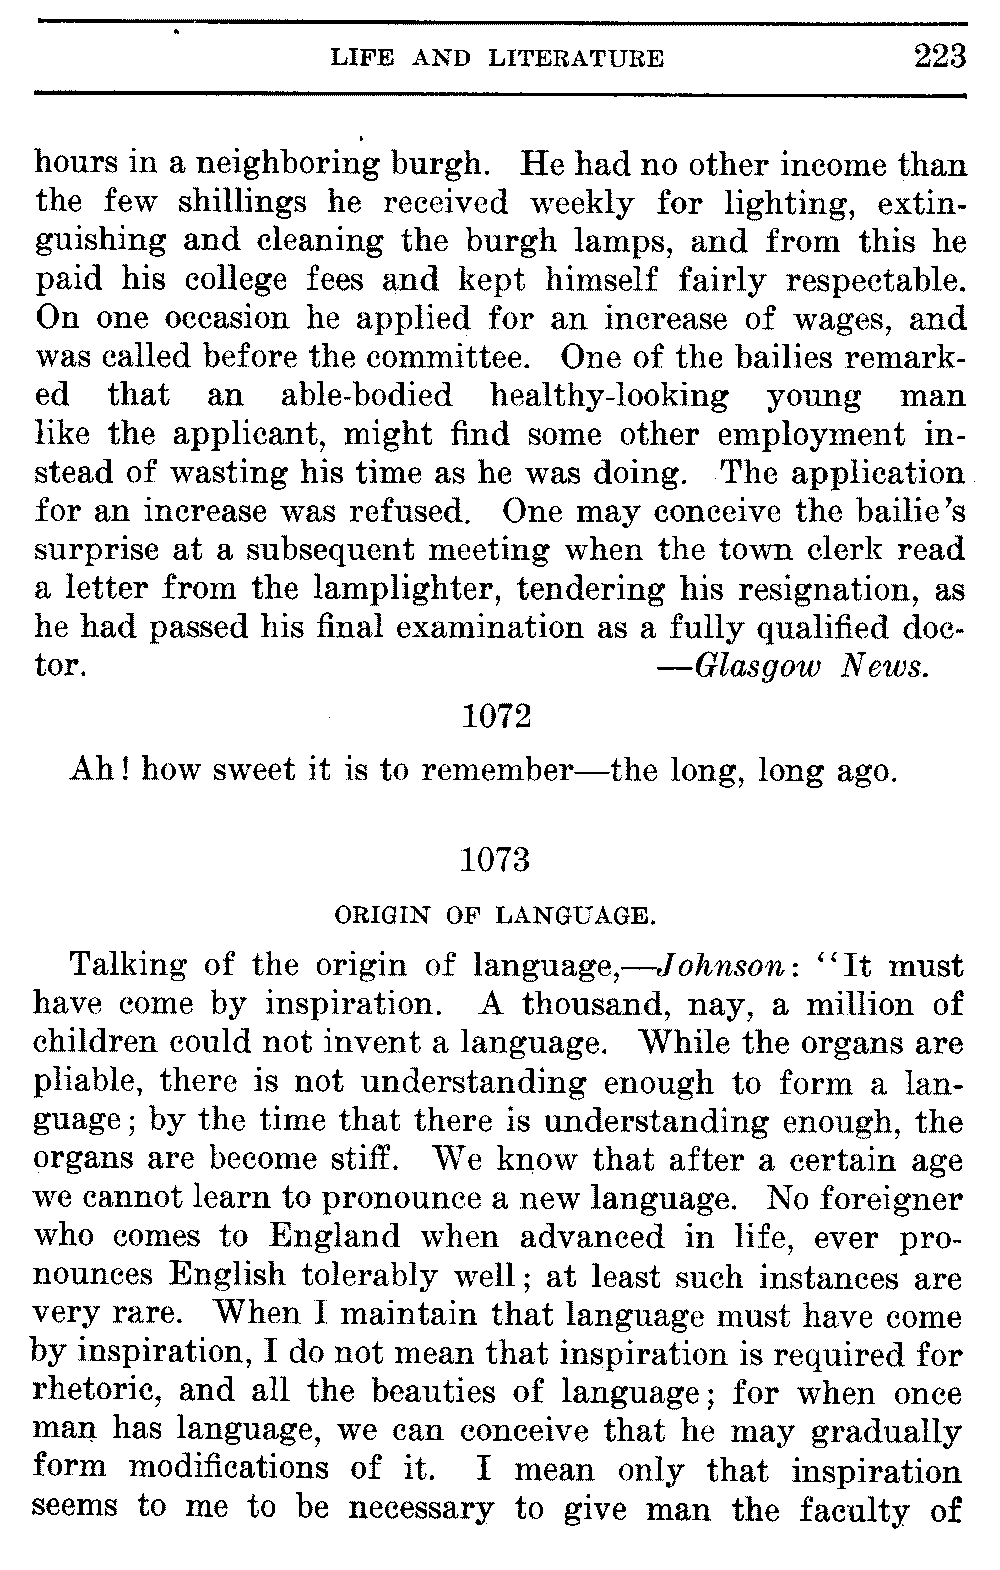 LIFE AND LITERATURE 223
hours in a neighboring burgh. He had no other income than
the few shillings he received weekly for lighting, extin-
guishing and cleaning the burgh lamps, and from this he
paid his college fees and kept himself fairly respectable.
On one occasion he applied for an increase of wages, and
was called before the committee. One of the bailies remark-
ed that an able-bodied healthy-looking young man
like the applicant, might find some other employment in-
stead of wasting his time as he was doing. The application
for an increase was refused. One may conceive the bailie's
surprise at a subsequent meeting when the town clerk read
a letter from the lamplighter, tendering his resignation, as
he had passed his final examination as a fully qualified doc-
tor. —Glasgow News.
1072
Ah! how sweet it is to remember—the long, long ago.
1073
ORIGIN OF LANGUAGE.
Talking of the origin of language,—Johnson: "It must
have come by inspiration. A thousand, nay, a million of
children could not invent a language. While the organs are
pliable, there is not understanding enough to form a lan-
guage; by the time that there is understanding enough, the
organs are become stiff. We know that after a certain age
we cannot learn to pronounce a new language. No foreigner
who comes to England when advanced in life, ever pro-
nounces English tolerably well; at least such instances are
very rare. When I maintain that language must have come
by inspiration, I do not mean that inspiration is required for
rhetoric, and all the beauties of language; for when once
man has language, we can conceive that he may gradually
form modifications of it. I mean only that inspiration
seems to me to be necessary to give man the faculty of